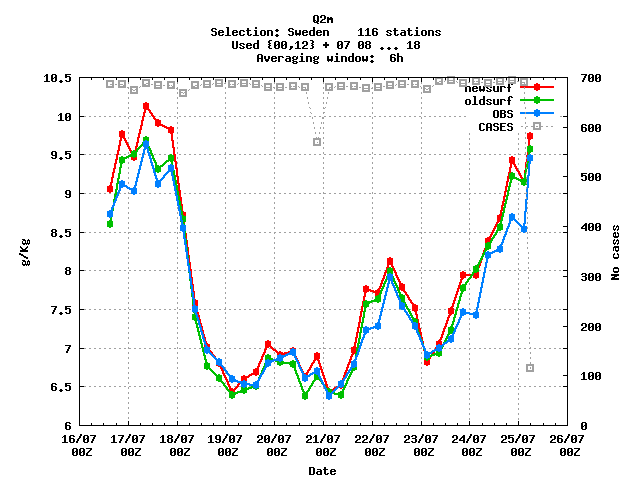 Q2m
Selection: Sweden    116 stations
Used {00,12} + 07 08 ... 18
Averaging window:  6h
10.5
10
9.5
9
8.5
8
7.5
7
6.5
6
g/Kg
700
600
500
400
300
200
100
0
No cases
newsurf
oldsurf
OBS
CASES
16/07 17/07 18/07 19/07 20/07 21/07 22/07 23/07 24/07 25/07 26/07
00Z 00Z 00Z 00Z 00Z 00Z 00Z 00Z 00Z 00Z 00Z
Date